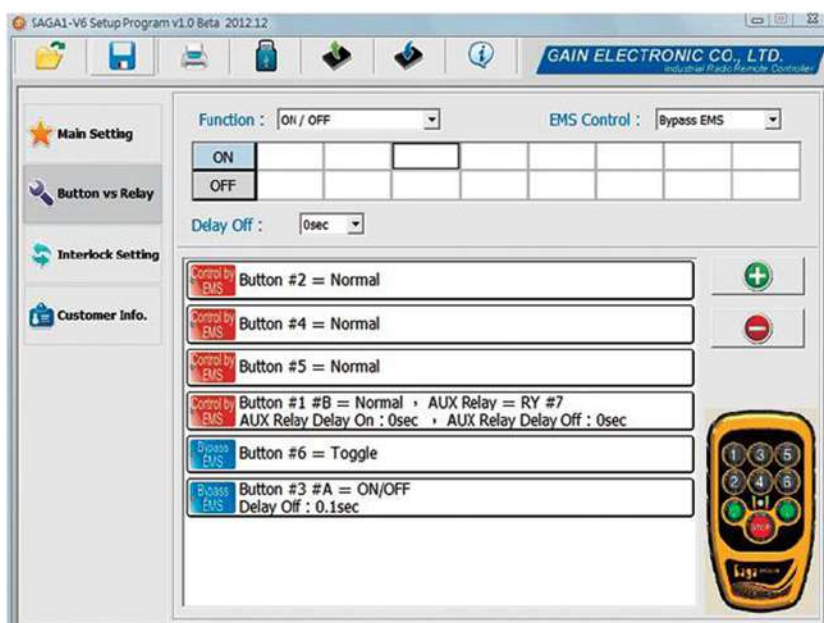 SAGA1-V6 Setup Program v1.0 Beta 2012.12
GAIN ELECTRONIC CO., LTD.
Industrial Radio Remote Controller
Main Setting
Button vs Relay
Interlock Setting
Customer Info.
Function : ON / OFF
EMS Control : Bypass EMS
ON
OFF
Delay Off : 0sec
Control by EMS Button #2 = Normal
Control by EMS Button #4 = Normal
Control by EMS Button #5 = Normal
Control by EMS Button #1 #B = Normal , AUX Relay = RY #7
AUX Relay Delay On : 0sec , AUX Relay Delay Off : 0sec
Bypass EMS Button #6 = Toggle
Bypass EMS Button #3 #A = ON/OFF
Delay Off : 0.1sec
1 3 5
2 4 6
STOP
Saga